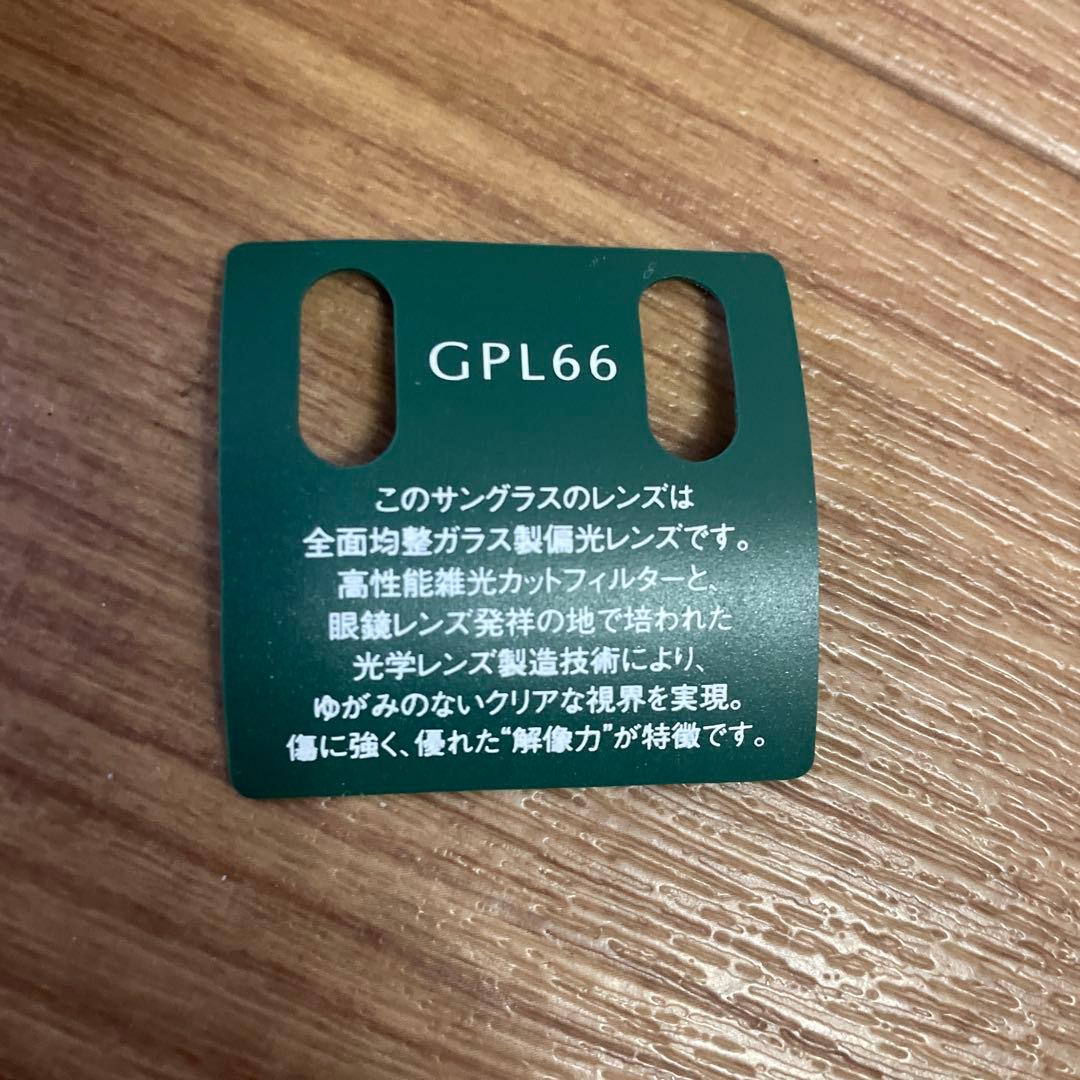 GPL66
このサングラスのレンズは
全面均整ガラス製偏光レンズです。
高性能雑光カットフィルターと、
眼鏡レンズ発祥の地で培われた
光学レンズ製造技術により、
ゆがみのないクリアな視界を実現。
傷に強く、優れた“解像力”が特徴です。